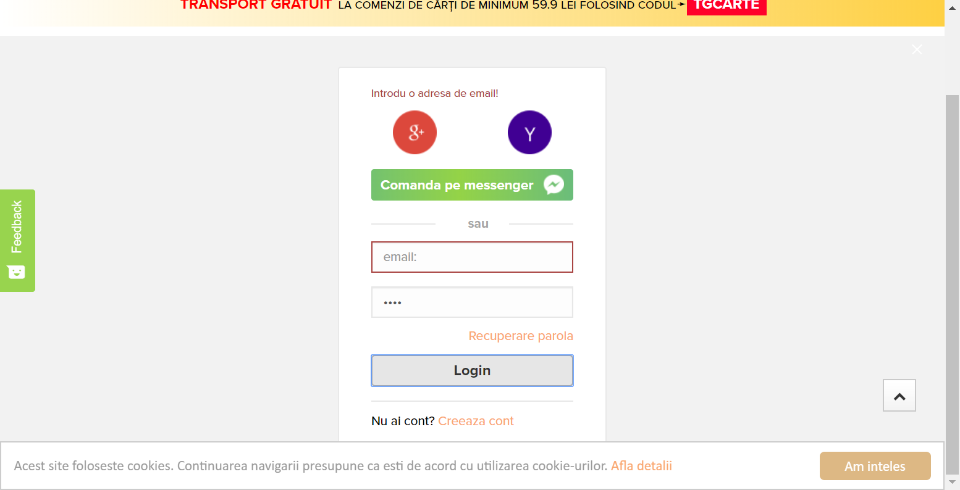 TRANSPORT GRATUIT LA COMENZI DE CĂRȚI DE MINIMUM 59.9 LEI FOLOSIND CODUL TGCARTE
Introdu o adresa de email!
g+ Y
Comanda pe messenger
sau
Feedback
email:
••••
Recuperare parola
Login
Nu ai cont? Creeaza cont
Acest site foloseste cookies. Continuarea navigarii presupune ca esti de acord cu utilizarea cookie-urilor. Afla detalii Am inteles